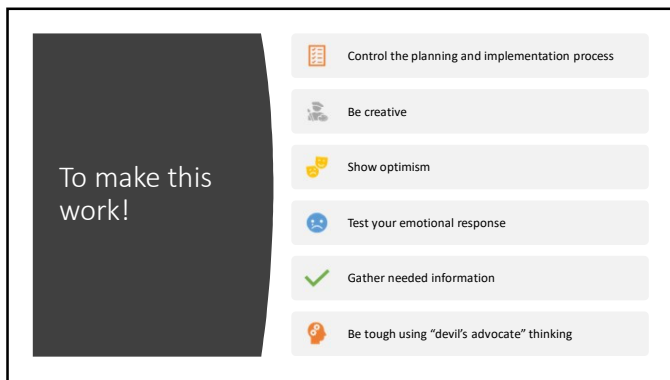 To make this
work!
Control the planning and implementation process
Be creative
Show optimism
Test your emotional response
Gather needed information
Be tough using “devil’s advocate” thinking